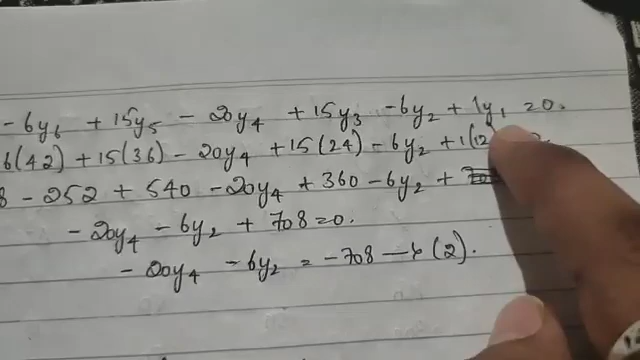 - 6y₆ + 15y₅ - 20y₄ + 15y₃ - 6y₂ + 1y₁ = 0.
6(42) + 15(36) - 20y₄ + 15(24) - 6y₂ + 1(12)
8 - 252 + 540 - 20y₄ + 360 - 6y₂ +
- 20y₄ - 6y₂ + 708 = 0.
- 20y₄ - 6y₂ = -708 — (2).